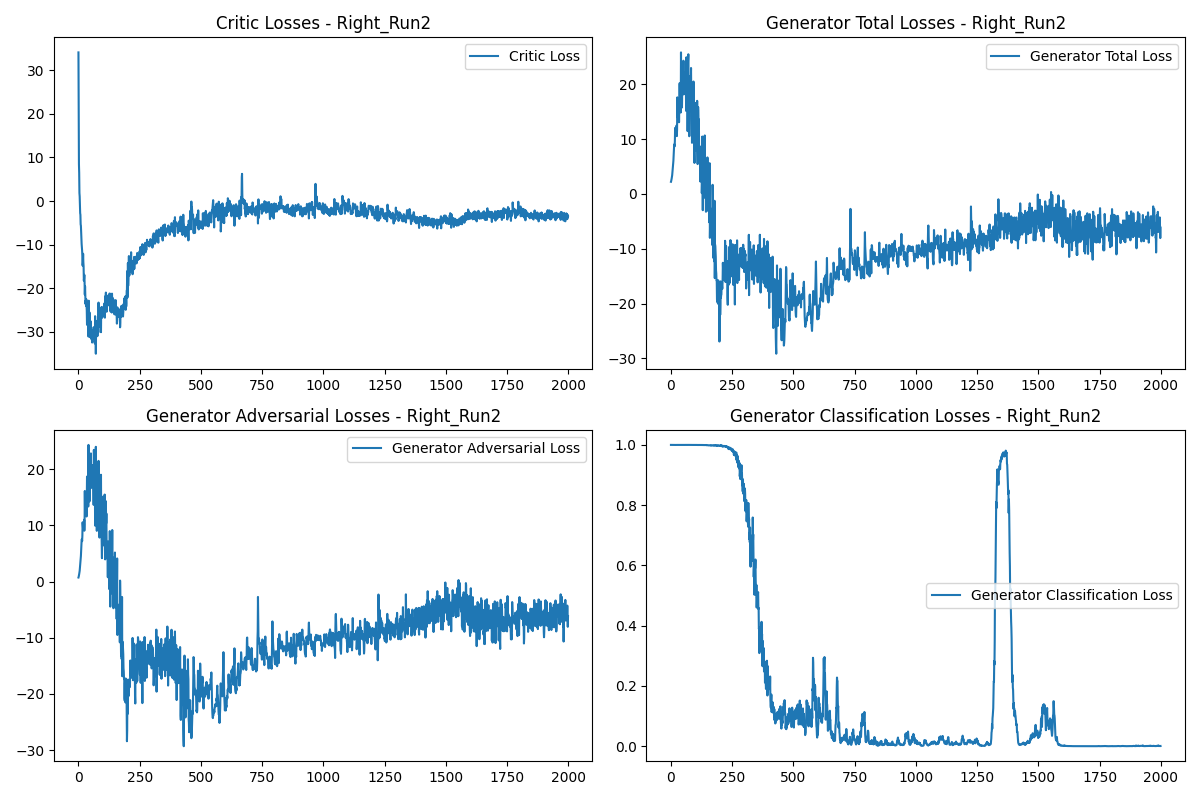 Critic Losses - Right_Run2
Critic Loss
30
20
10
0
−10
−20
−30
0 250 500 750 1000 1250 1500 1750 2000
Generator Total Losses - Right_Run2
Generator Total Loss
20
10
0
−10
−20
−30
0 250 500 750 1000 1250 1500 1750 2000
Generator Adversarial Losses - Right_Run2
Generator Adversarial Loss
20
10
0
−10
−20
−30
0 250 500 750 1000 1250 1500 1750 2000
Generator Classification Losses - Right_Run2
1.0
0.8
0.6
Generator Classification Loss
0.4
0.2
0.0
0 250 500 750 1000 1250 1500 1750 2000